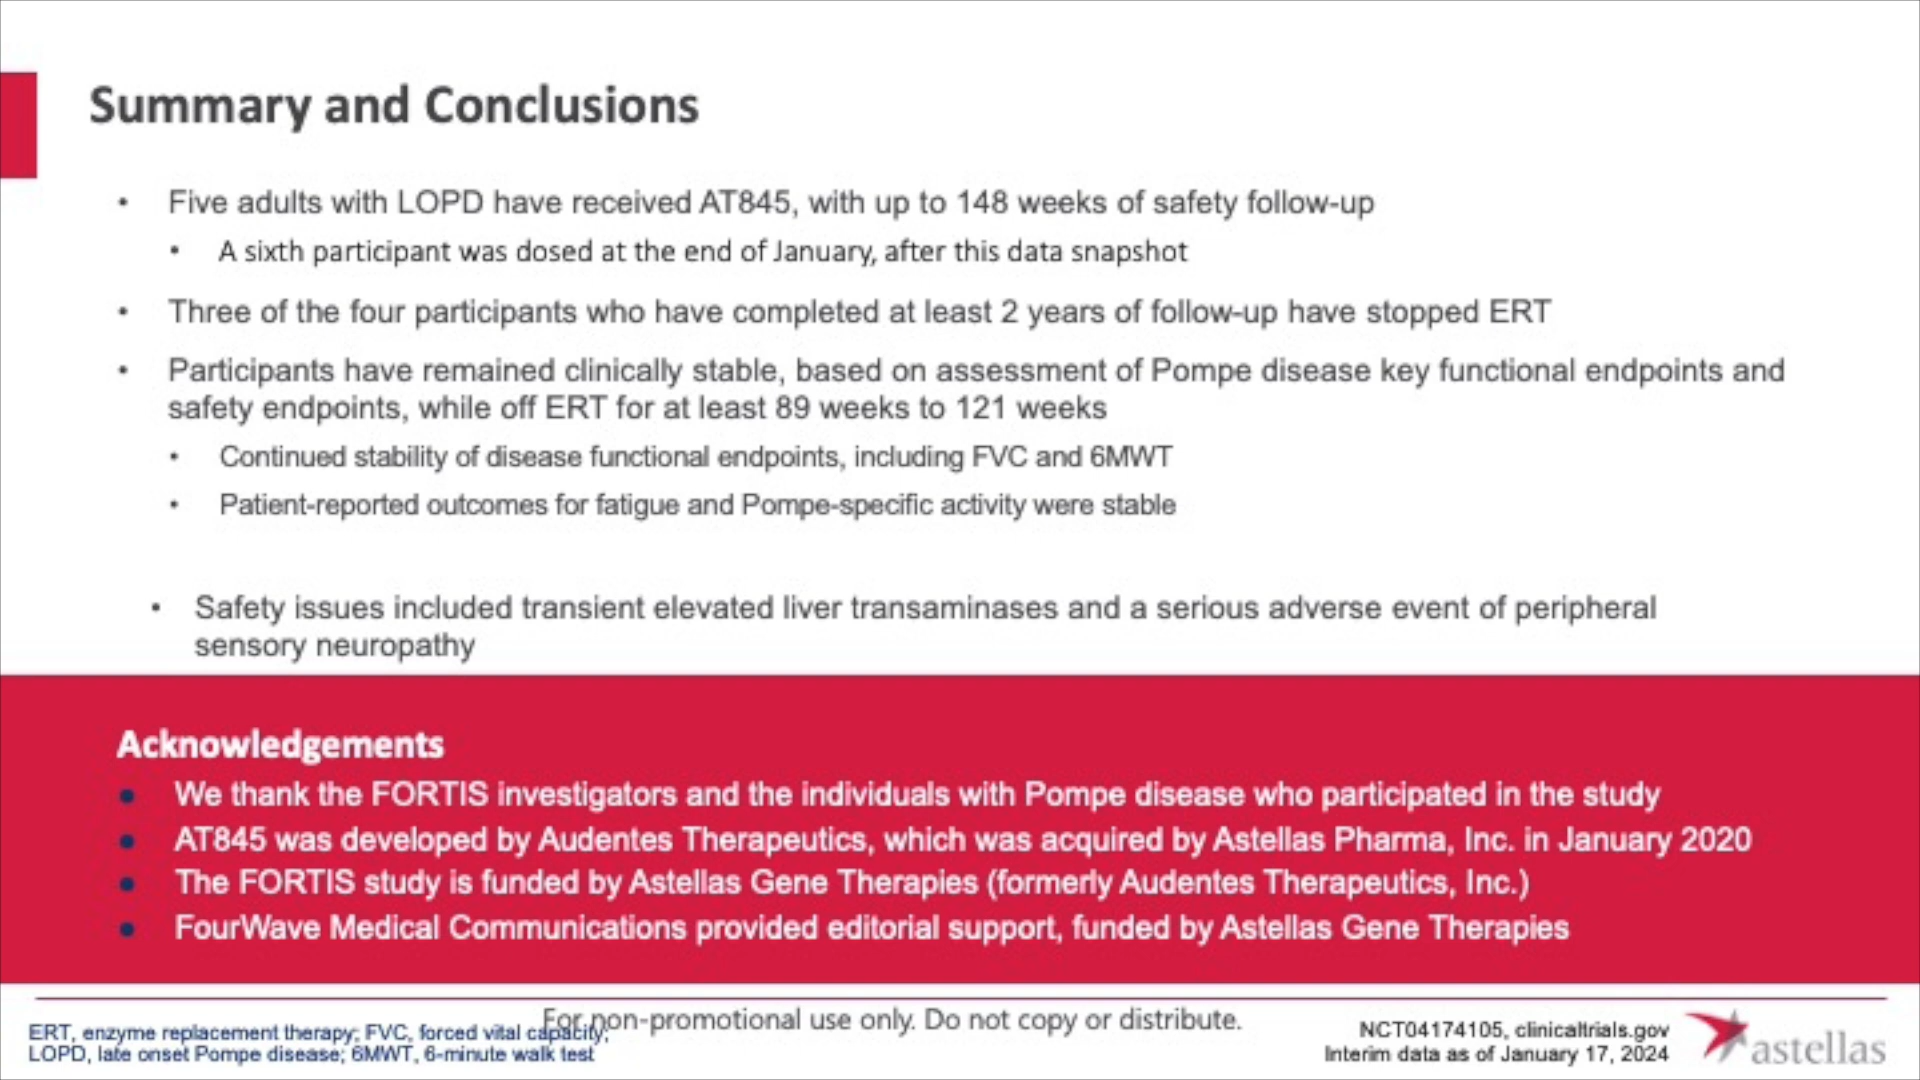 Summary and Conclusions
• Five adults with LOPD have received AT845, with up to 148 weeks of safety follow-up
• A sixth participant was dosed at the end of January, after this data snapshot
• Three of the four participants who have completed at least 2 years of follow-up have stopped ERT
• Participants have remained clinically stable, based on assessment of Pompe disease key functional endpoints and
safety endpoints, while off ERT for at least 89 weeks to 121 weeks
• Continued stability of disease functional endpoints, including FVC and 6MWT
• Patient-reported outcomes for fatigue and Pompe-specific activity were stable
• Safety issues included transient elevated liver transaminases and a serious adverse event of peripheral
sensory neuropathy
Acknowledgements
• We thank the FORTIS investigators and the individuals with Pompe disease who participated in the study
• AT845 was developed by Audentes Therapeutics, which was acquired by Astellas Pharma, Inc. in January 2020
• The FORTIS study is funded by Astellas Gene Therapies (formerly Audentes Therapeutics, Inc.)
• FourWave Medical Communications provided editorial support, funded by Astellas Gene Therapies
For non-promotional use only. Do not copy or distribute.
ERT, enzyme replacement therapy; FVC, forced vital capacity;
LOPD, late onset Pompe disease; 6MWT, 6-minute walk test
NCT04174105, clinicaltrials.gov
Interim data as of January 17, 2024
astellas